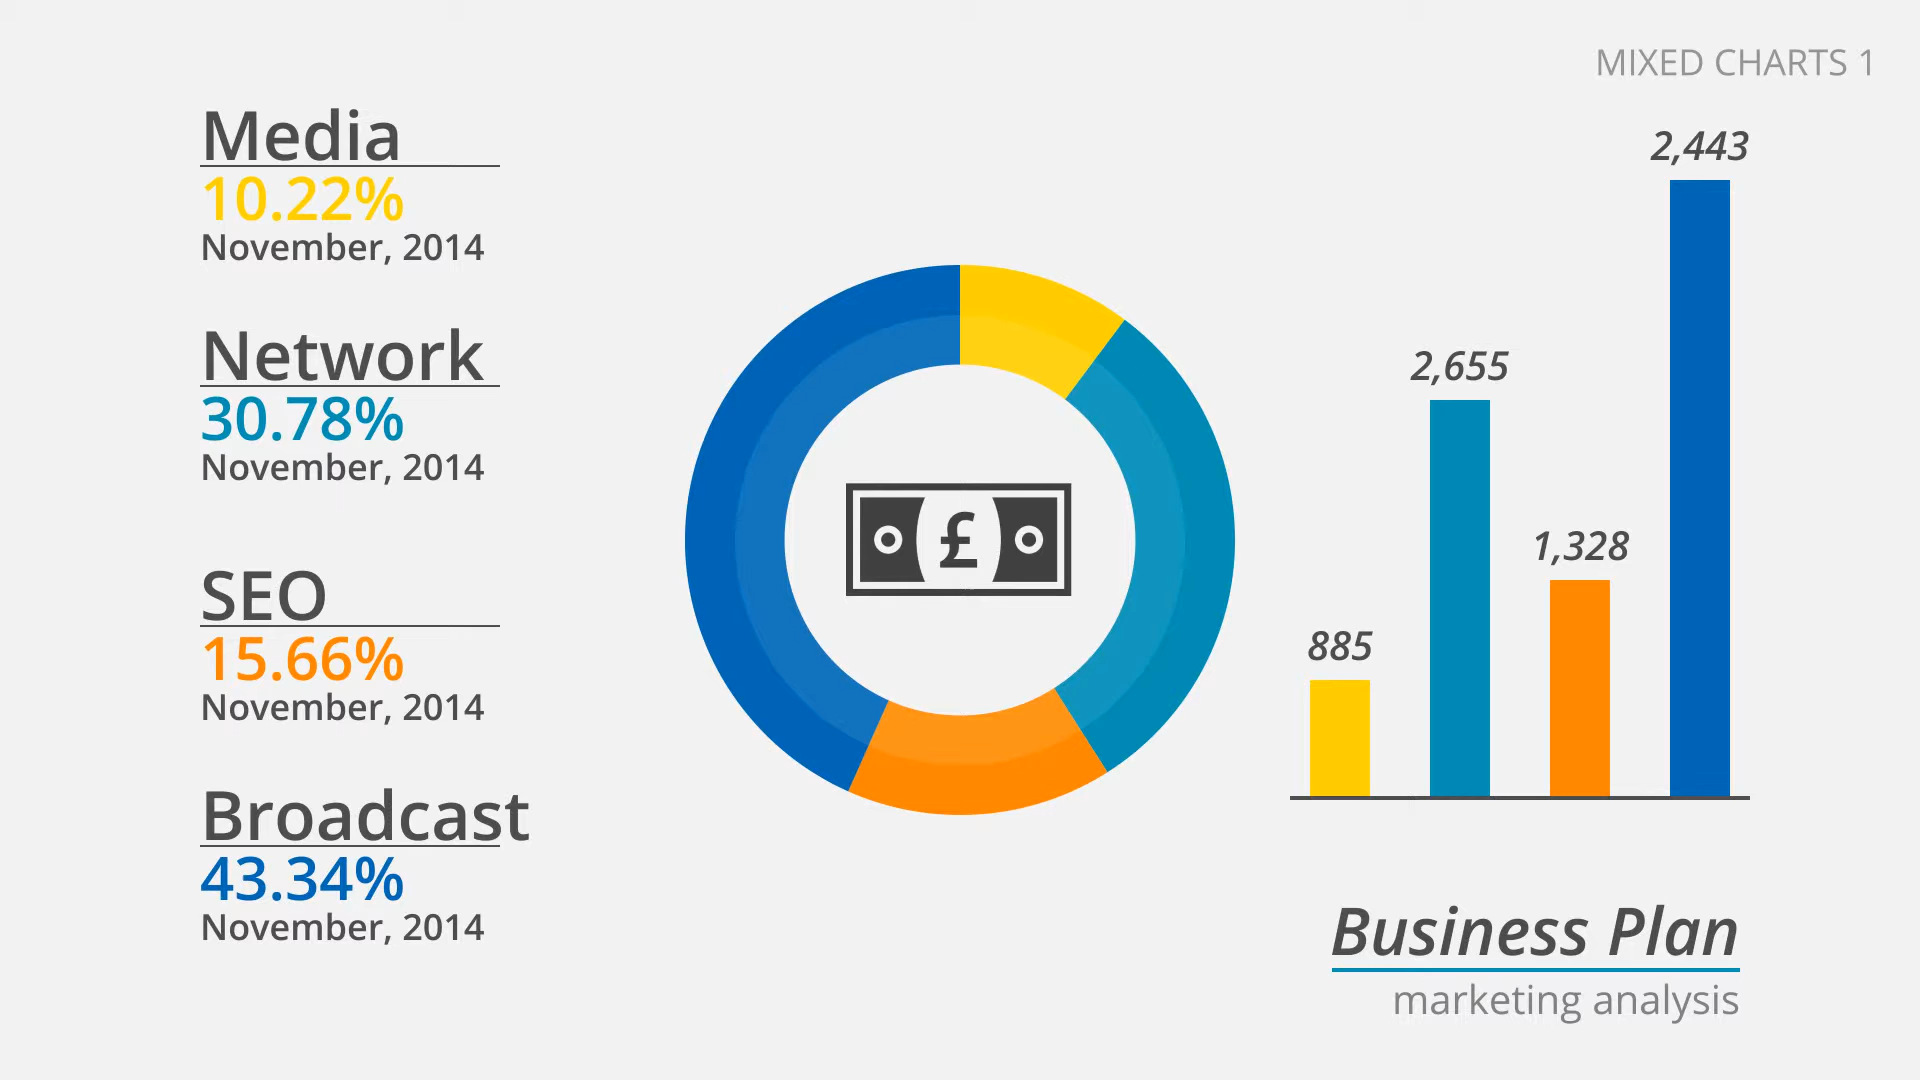 MIXED CHARTS 1
Media
10.22%
November, 2014
Network
30.78%
November, 2014
SEO
15.66%
November, 2014
Broadcast
43.34%
November, 2014
£
885
2,655
1,328
2,443
Business Plan
marketing analysis